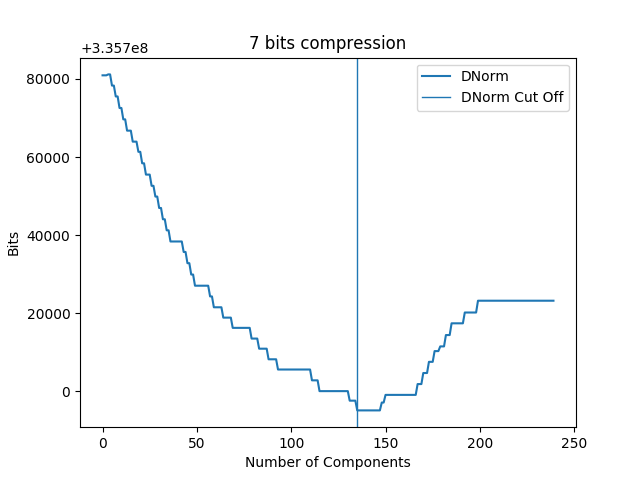 7 bits compression
+3.357e8
DNorm
DNorm Cut Off
80000
60000
40000
20000
0
Bits
0 50 100 150 200 250
Number of Components